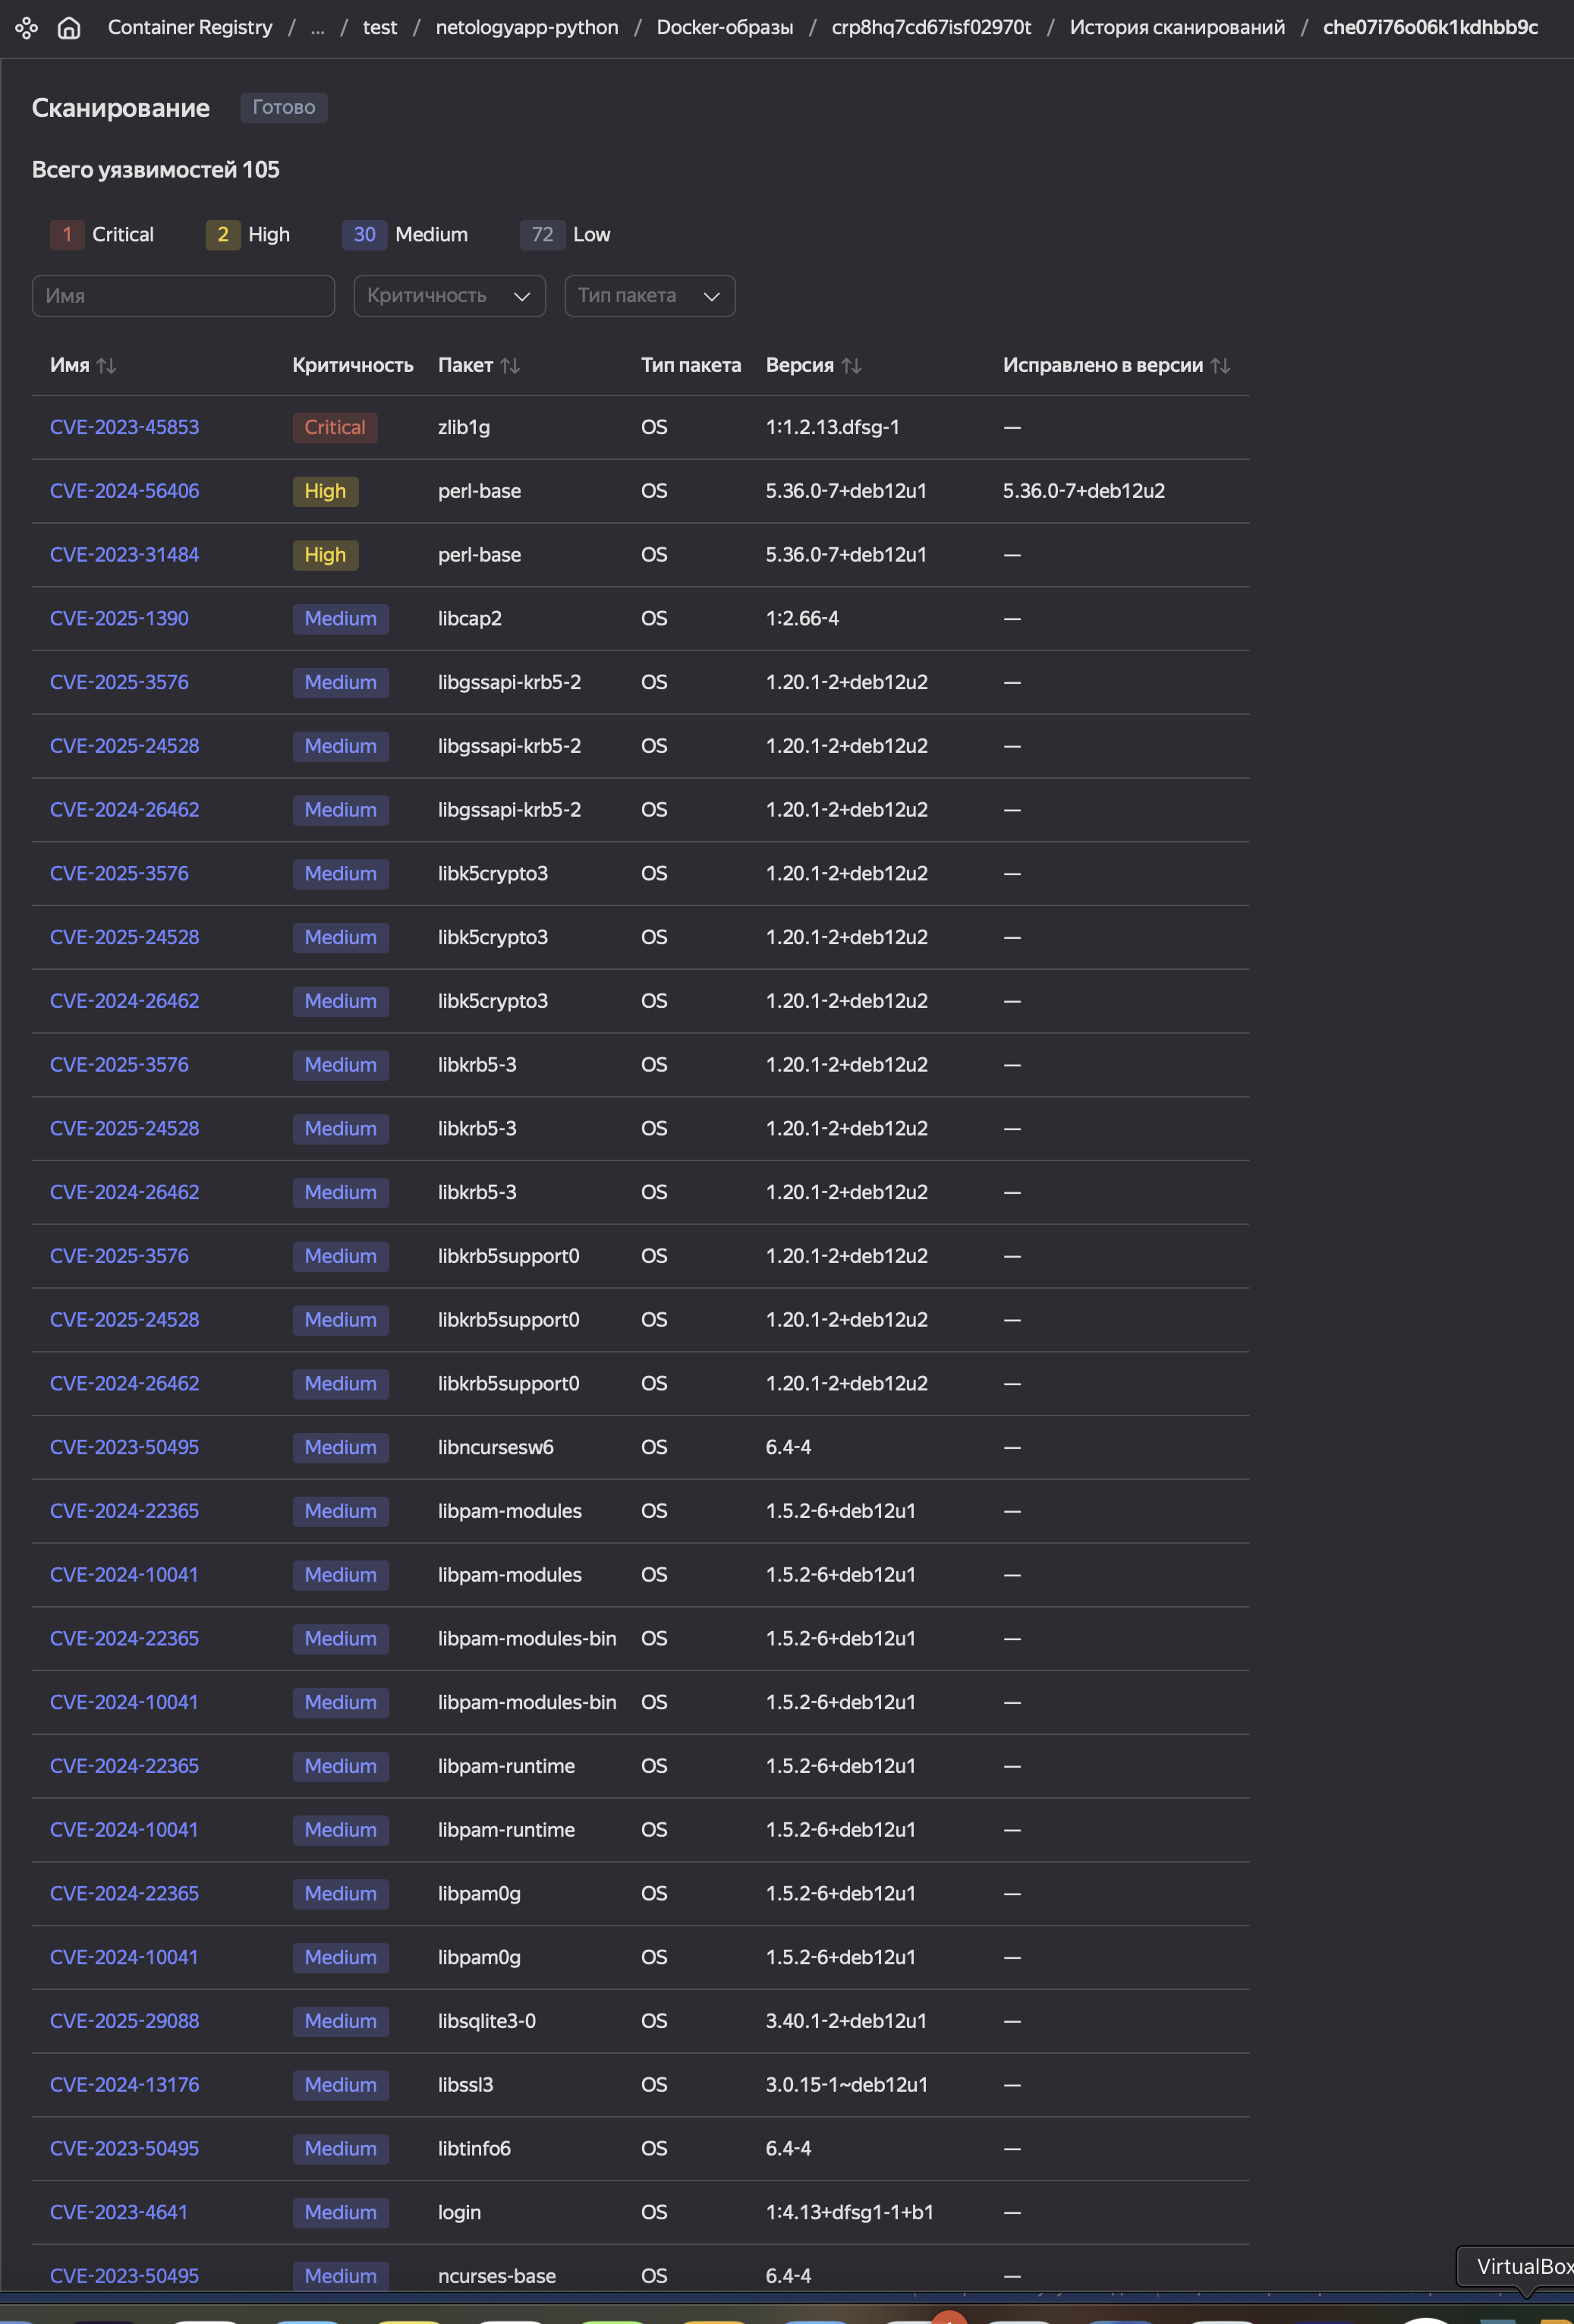 Container Registry / ... / test / netologyapp-python / Docker-образы / crp8hq7cd67isf02970t / История сканирований / che07i76o06k1kdhbb9c
Сканирование Готово
Всего уязвимостей 105
1 Critical 2 High 30 Medium 72 Low
Имя Критичность Тип пакета
Имя Критичность Пакет Тип пакета Версия Исправлено в версии
CVE-2023-45853 Critical zlib1g OS 1:1.2.13.dfsg-1 —
CVE-2024-56406 High perl-base OS 5.36.0-7+deb12u1 5.36.0-7+deb12u2
CVE-2023-31484 High perl-base OS 5.36.0-7+deb12u1 —
CVE-2025-1390 Medium libcap2 OS 1:2.66-4 —
CVE-2025-3576 Medium libgssapi-krb5-2 OS 1.20.1-2+deb12u2 —
CVE-2025-24528 Medium libgssapi-krb5-2 OS 1.20.1-2+deb12u2 —
CVE-2024-26462 Medium libgssapi-krb5-2 OS 1.20.1-2+deb12u2 —
CVE-2025-3576 Medium libk5crypto3 OS 1.20.1-2+deb12u2 —
CVE-2025-24528 Medium libk5crypto3 OS 1.20.1-2+deb12u2 —
CVE-2024-26462 Medium libk5crypto3 OS 1.20.1-2+deb12u2 —
CVE-2025-3576 Medium libkrb5-3 OS 1.20.1-2+deb12u2 —
CVE-2025-24528 Medium libkrb5-3 OS 1.20.1-2+deb12u2 —
CVE-2024-26462 Medium libkrb5-3 OS 1.20.1-2+deb12u2 —
CVE-2025-3576 Medium libkrb5support0 OS 1.20.1-2+deb12u2 —
CVE-2025-24528 Medium libkrb5support0 OS 1.20.1-2+deb12u2 —
CVE-2024-26462 Medium libkrb5support0 OS 1.20.1-2+deb12u2 —
CVE-2023-50495 Medium libncursesw6 OS 6.4-4 —
CVE-2024-22365 Medium libpam-modules OS 1.5.2-6+deb12u1 —
CVE-2024-10041 Medium libpam-modules OS 1.5.2-6+deb12u1 —
CVE-2024-22365 Medium libpam-modules-bin OS 1.5.2-6+deb12u1 —
CVE-2024-10041 Medium libpam-modules-bin OS 1.5.2-6+deb12u1 —
CVE-2024-22365 Medium libpam-runtime OS 1.5.2-6+deb12u1 —
CVE-2024-10041 Medium libpam-runtime OS 1.5.2-6+deb12u1 —
CVE-2024-22365 Medium libpam0g OS 1.5.2-6+deb12u1 —
CVE-2024-10041 Medium libpam0g OS 1.5.2-6+deb12u1 —
CVE-2025-29088 Medium libsqlite3-0 OS 3.40.1-2+deb12u1 —
CVE-2024-13176 Medium libssl3 OS 3.0.15-1~deb12u1 —
CVE-2023-50495 Medium libtinfo6 OS 6.4-4 —
CVE-2023-4641 Medium login OS 1:4.13+dfsg1-1+b1 —
CVE-2023-50495 Medium ncurses-base OS 6.4-4 —
VirtualBox